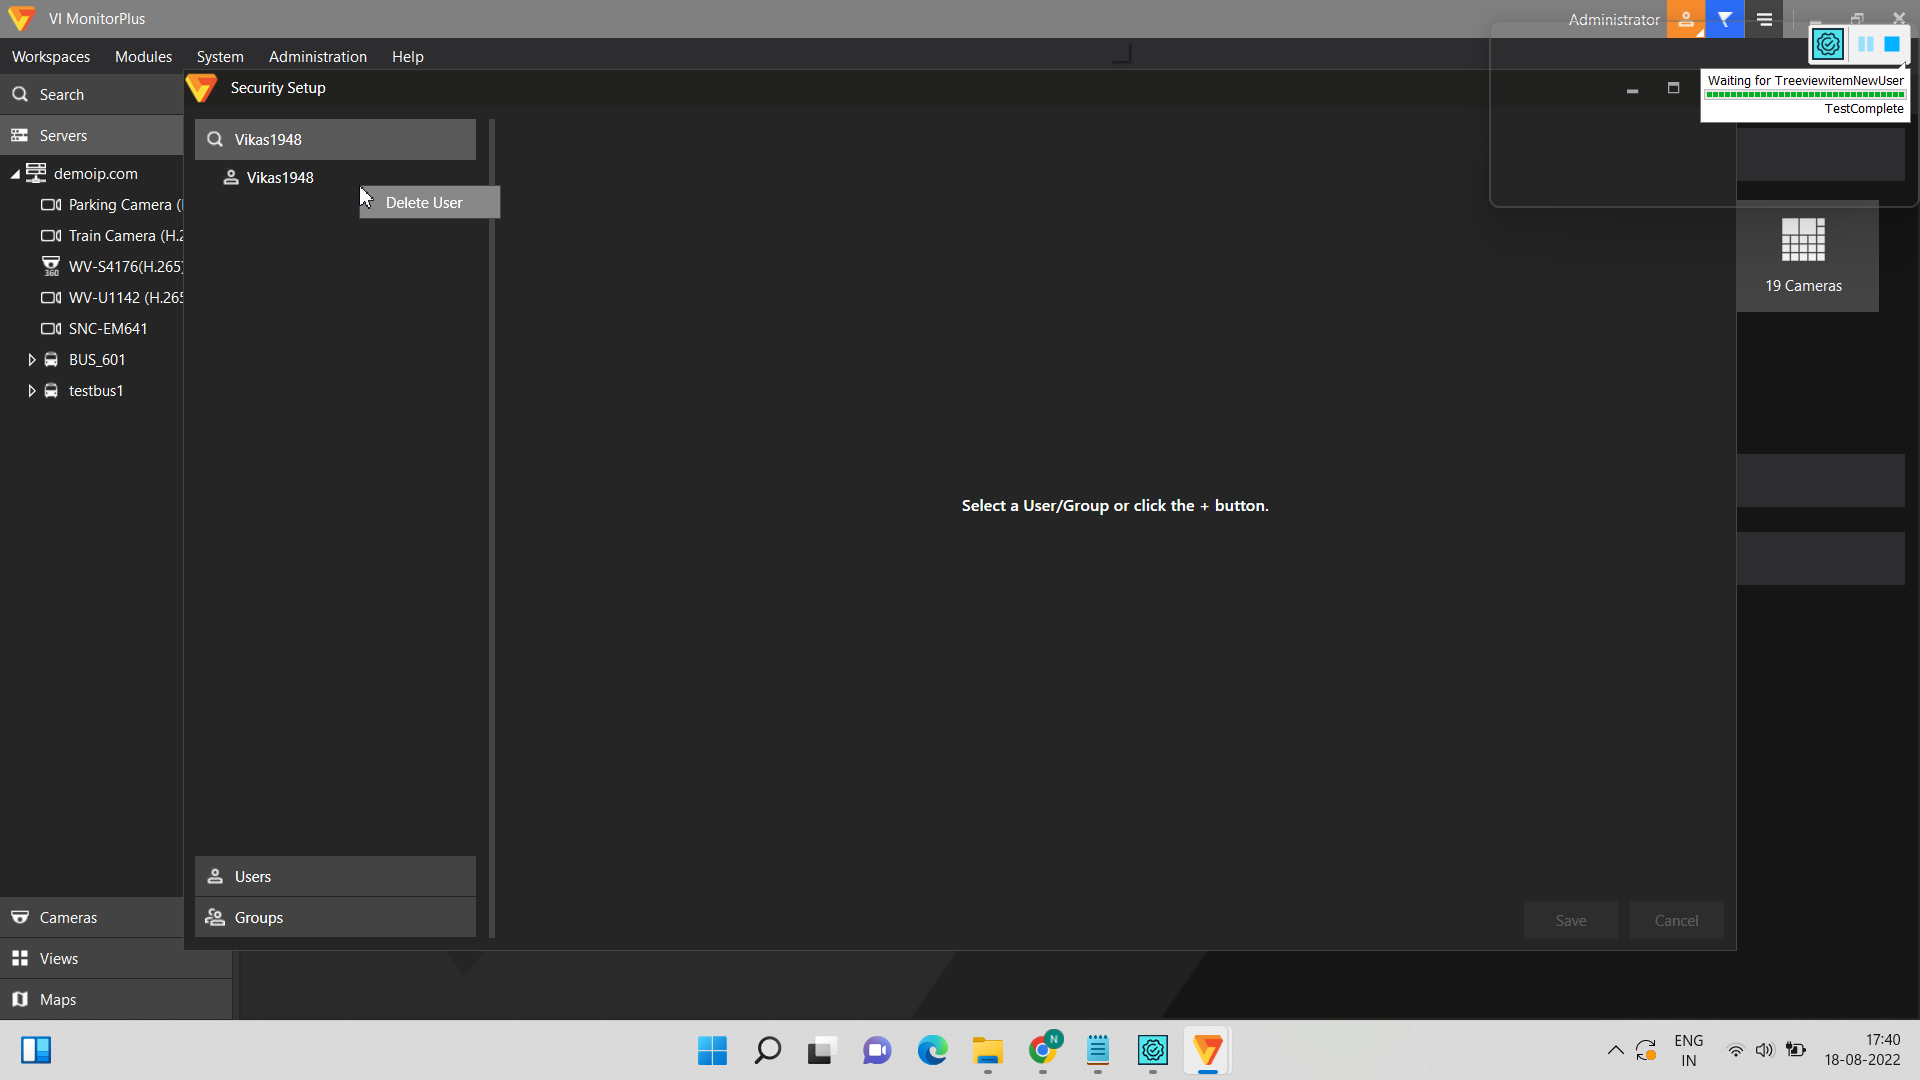 VI MonitorPlus
Administrator
Workspaces Modules System Administration Help
Waiting for TreeviewitemNewUser
TestComplete
Search
Security Setup
Servers
Vikas1948
Vikas1948
Delete User
demoip.com
Parking Camera (
Train Camera (H.2
360
WV-S4176(H.265)
WV-U1142 (H.265
SNC-EM641
BUS_601
testbus1
19 Cameras
Select a User/Group or click the + button.
Users
Groups
Save Cancel
Cameras
Views
Maps
N
ENG
IN
17:40
18-08-2022